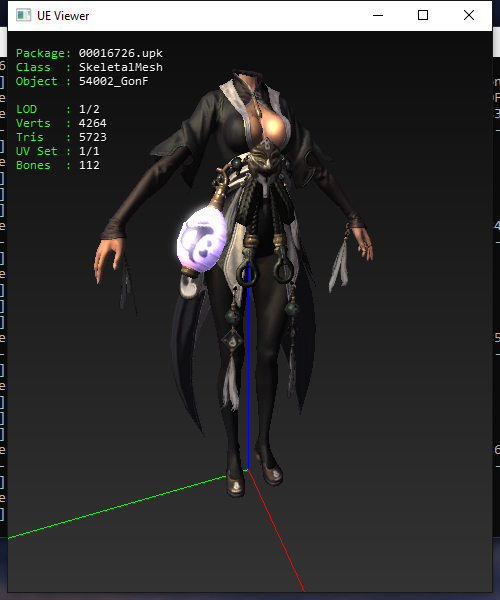 UE Viewer
Package: 00016726.upk
Class : SkeletalMesh
Object : 54002_GonF
LOD : 1/2
Verts : 4264
Tris : 5723
UV Set : 1/1
Bones : 112